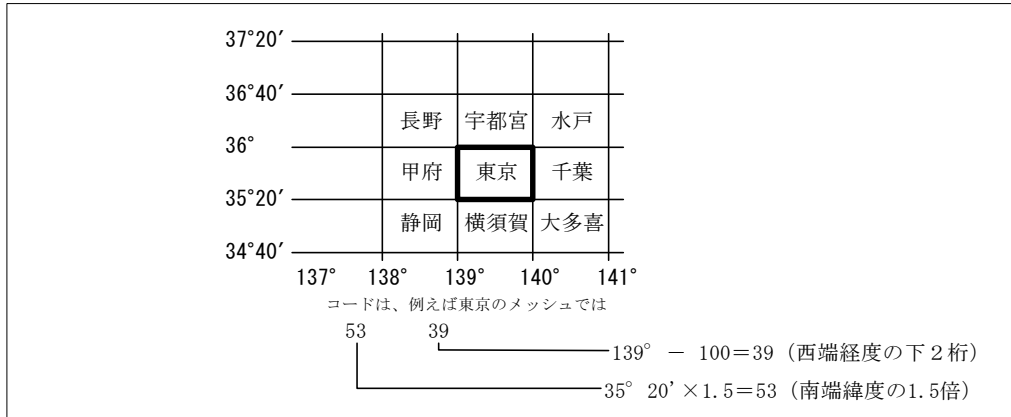 37°20′
36°40′
長野 宇都宮 水戸
36°
甲府 東京 千葉
35°20′
静岡 横須賀 大多喜
34°40′
137° 138° 139° 140° 141°
コードは、例えば東京のメッシュでは
53 39
139° － 100＝39（西端経度の下２桁）
35° 20'×1.5＝53（南端緯度の1.5倍）